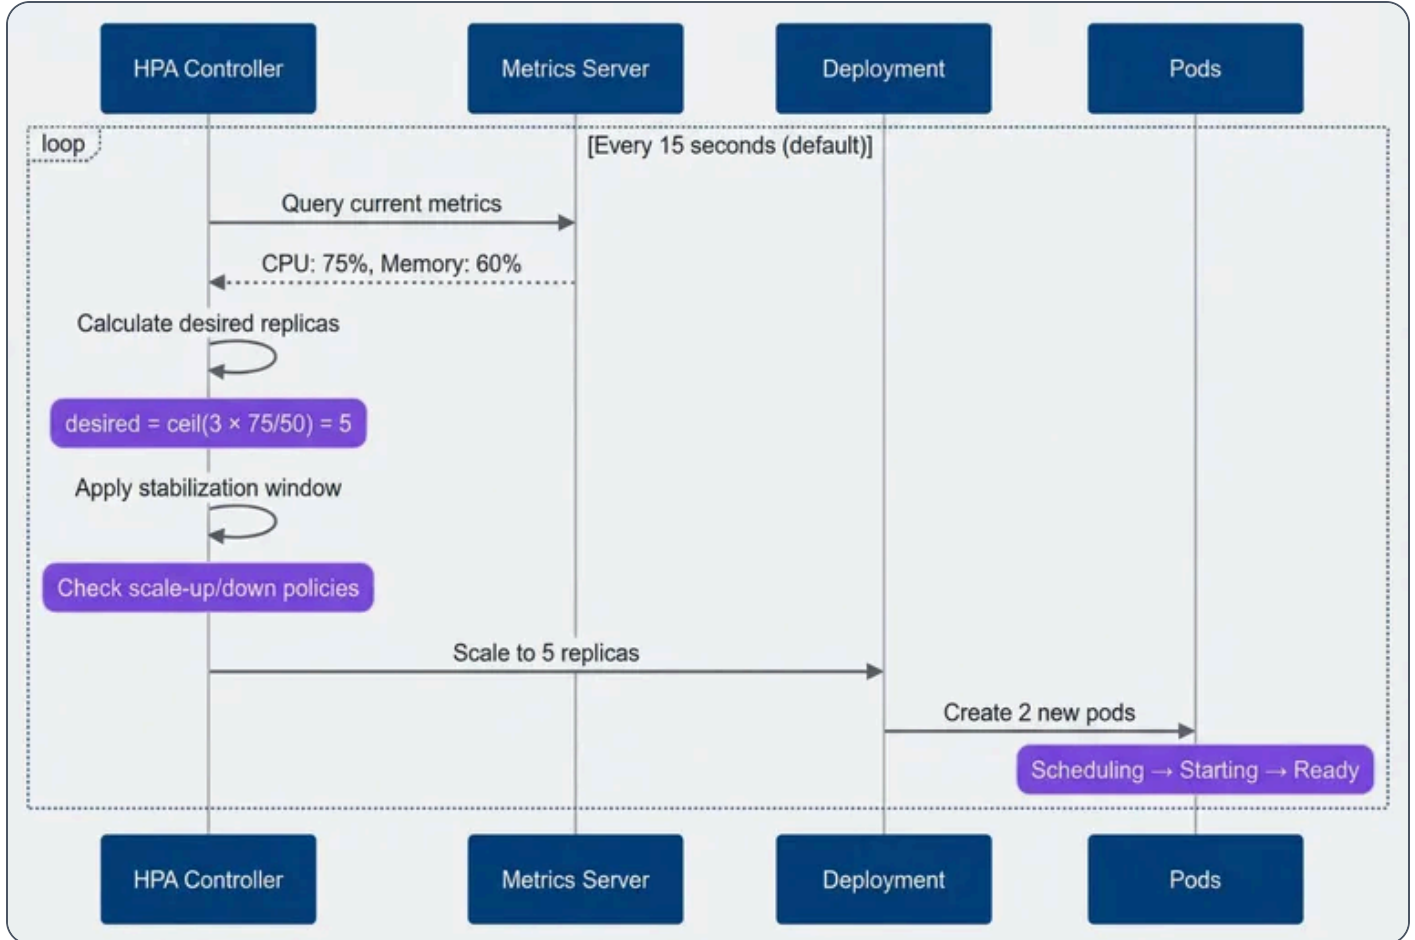 HPA Controller
Metrics Server
Deployment
Pods
loop
[Every 15 seconds (default)]
Query current metrics
CPU: 75%, Memory: 60%
Calculate desired replicas
desired = ceil(3 × 75/50) = 5
Apply stabilization window
Check scale-up/down policies
Scale to 5 replicas
Create 2 new pods
Scheduling → Starting → Ready
HPA Controller
Metrics Server
Deployment
Pods